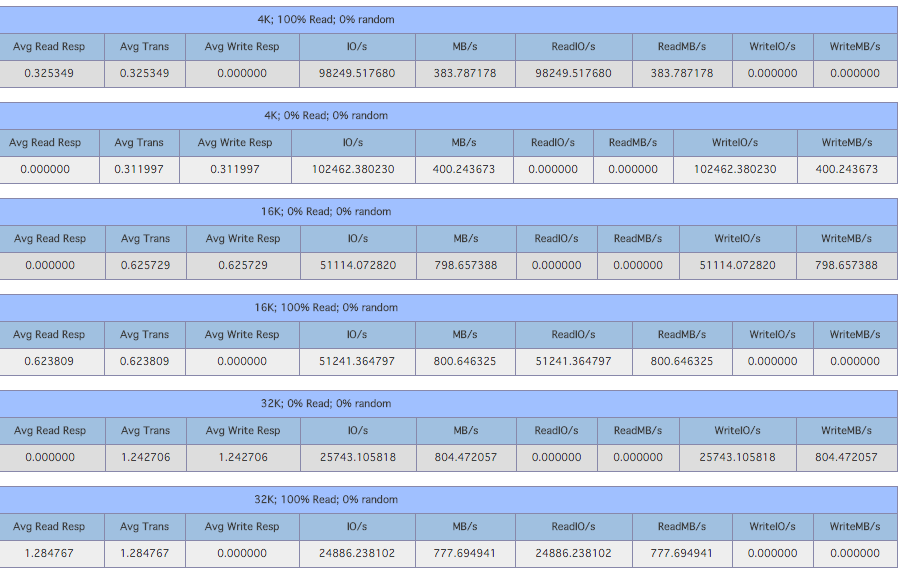 4K; 100% Read; 0% random
Avg Read Resp Avg Trans Avg Write Resp IO/s MB/s ReadIO/s ReadMB/s WriteIO/s WriteMB/s
0.325349 0.325349 0.000000 98249.517680 383.787178 98249.517680 383.787178 0.000000 0.000000
4K; 0% Read; 0% random
Avg Read Resp Avg Trans Avg Write Resp IO/s MB/s ReadIO/s ReadMB/s WriteIO/s WriteMB/s
0.000000 0.311997 0.311997 102462.380230 400.243673 0.000000 0.000000 102462.380230 400.243673
16K; 0% Read; 0% random
Avg Read Resp Avg Trans Avg Write Resp IO/s MB/s ReadIO/s ReadMB/s WriteIO/s WriteMB/s
0.000000 0.625729 0.625729 51114.072820 798.657388 0.000000 0.000000 51114.072820 798.657388
16K; 100% Read; 0% random
Avg Read Resp Avg Trans Avg Write Resp IO/s MB/s ReadIO/s ReadMB/s WriteIO/s WriteMB/s
0.623809 0.623809 0.000000 51241.364797 800.646325 51241.364797 800.646325 0.000000 0.000000
32K; 0% Read; 0% random
Avg Read Resp Avg Trans Avg Write Resp IO/s MB/s ReadIO/s ReadMB/s WriteIO/s WriteMB/s
0.000000 1.242706 1.242706 25743.105818 804.472057 0.000000 0.000000 25743.105818 804.472057
32K; 100% Read; 0% random
Avg Read Resp Avg Trans Avg Write Resp IO/s MB/s ReadIO/s ReadMB/s WriteIO/s WriteMB/s
1.284767 1.284767 0.000000 24886.238102 777.694941 24886.238102 777.694941 0.000000 0.000000